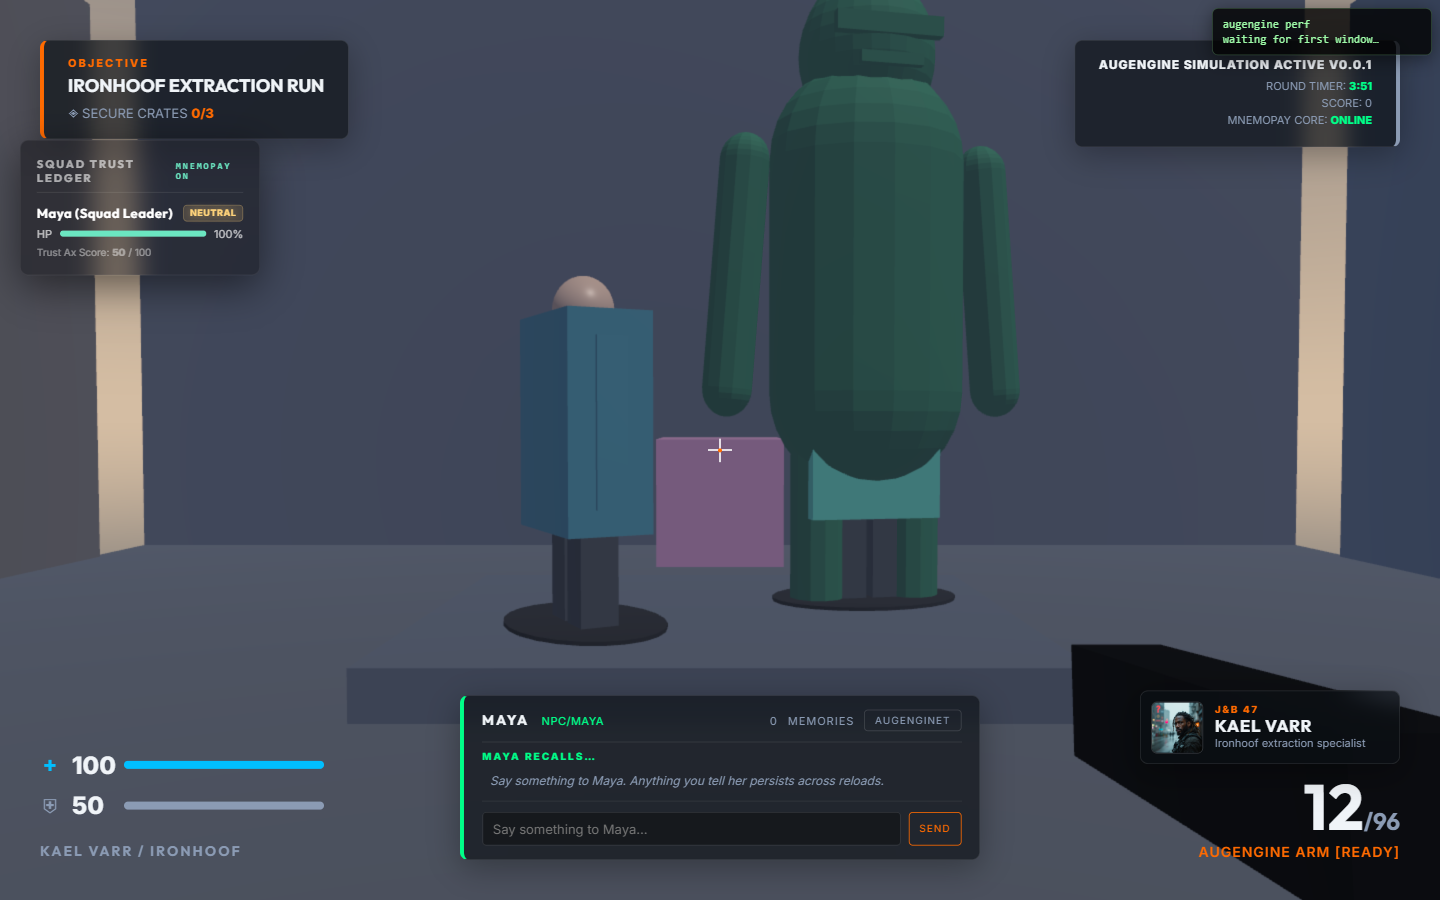 augengine perf
waiting for first window…
OBJECTIVE
IRONHOOF EXTRACTION RUN
◈ SECURE CRATES 0/3
AUGENGINE SIMULATION ACTIVE V0.0.1
ROUND TIMER: 3:51
SCORE: 0
MNEMOPAY CORE: ONLINE
SQUAD TRUST LEDGER
MNEMOPAY ON
Maya (Squad Leader) NEUTRAL
HP 100%
Trust Ax Score: 50 / 100
MAYA NPC/MAYA 0 MEMORIES AUGENGINET
MAYA RECALLS...
Say something to Maya. Anything you tell her persists across reloads.
Say something to Maya... SEND
+ 100
50
KAEL VARR / IRONHOOF
J&B 47
KAEL VARR
Ironhoof extraction specialist
12/96
AUGENGINE ARM [READY]